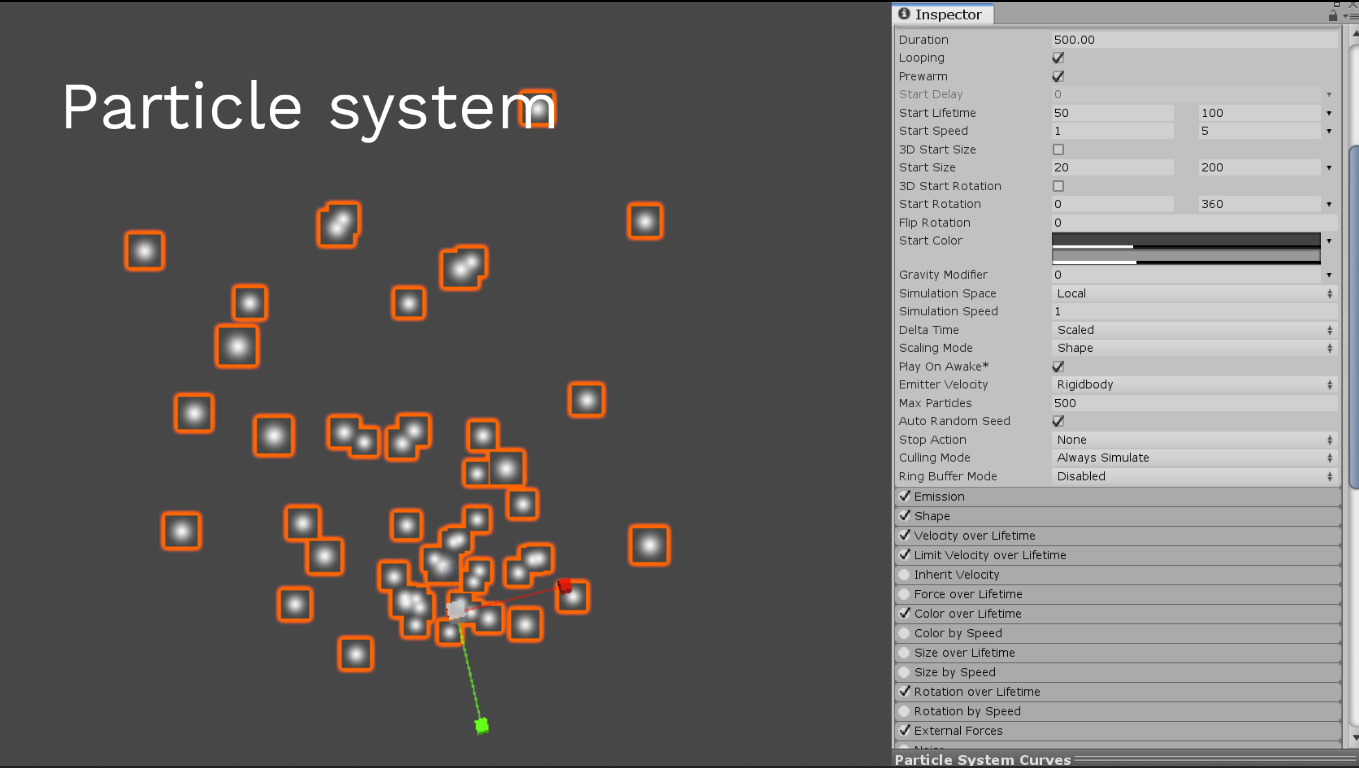 Particle system
Inspector
Duration 500.00
Looping
Prewarm
Start Delay 0
Start Lifetime 50 100
Start Speed 1 5
3D Start Size
Start Size 20 200
3D Start Rotation
Start Rotation 0 360
Flip Rotation 0
Start Color
Gravity Modifier 0
Simulation Space Local
Simulation Speed 1
Delta Time Scaled
Scaling Mode Shape
Play On Awake*
Emitter Velocity Rigidbody
Max Particles 500
Auto Random Seed
Stop Action None
Culling Mode Always Simulate
Ring Buffer Mode Disabled
Emission
Shape
Velocity over Lifetime
Limit Velocity over Lifetime
Inherit Velocity
Force over Lifetime
Color over Lifetime
Color by Speed
Size over Lifetime
Size by Speed
Rotation over Lifetime
Rotation by Speed
External Forces
Particle System Curves